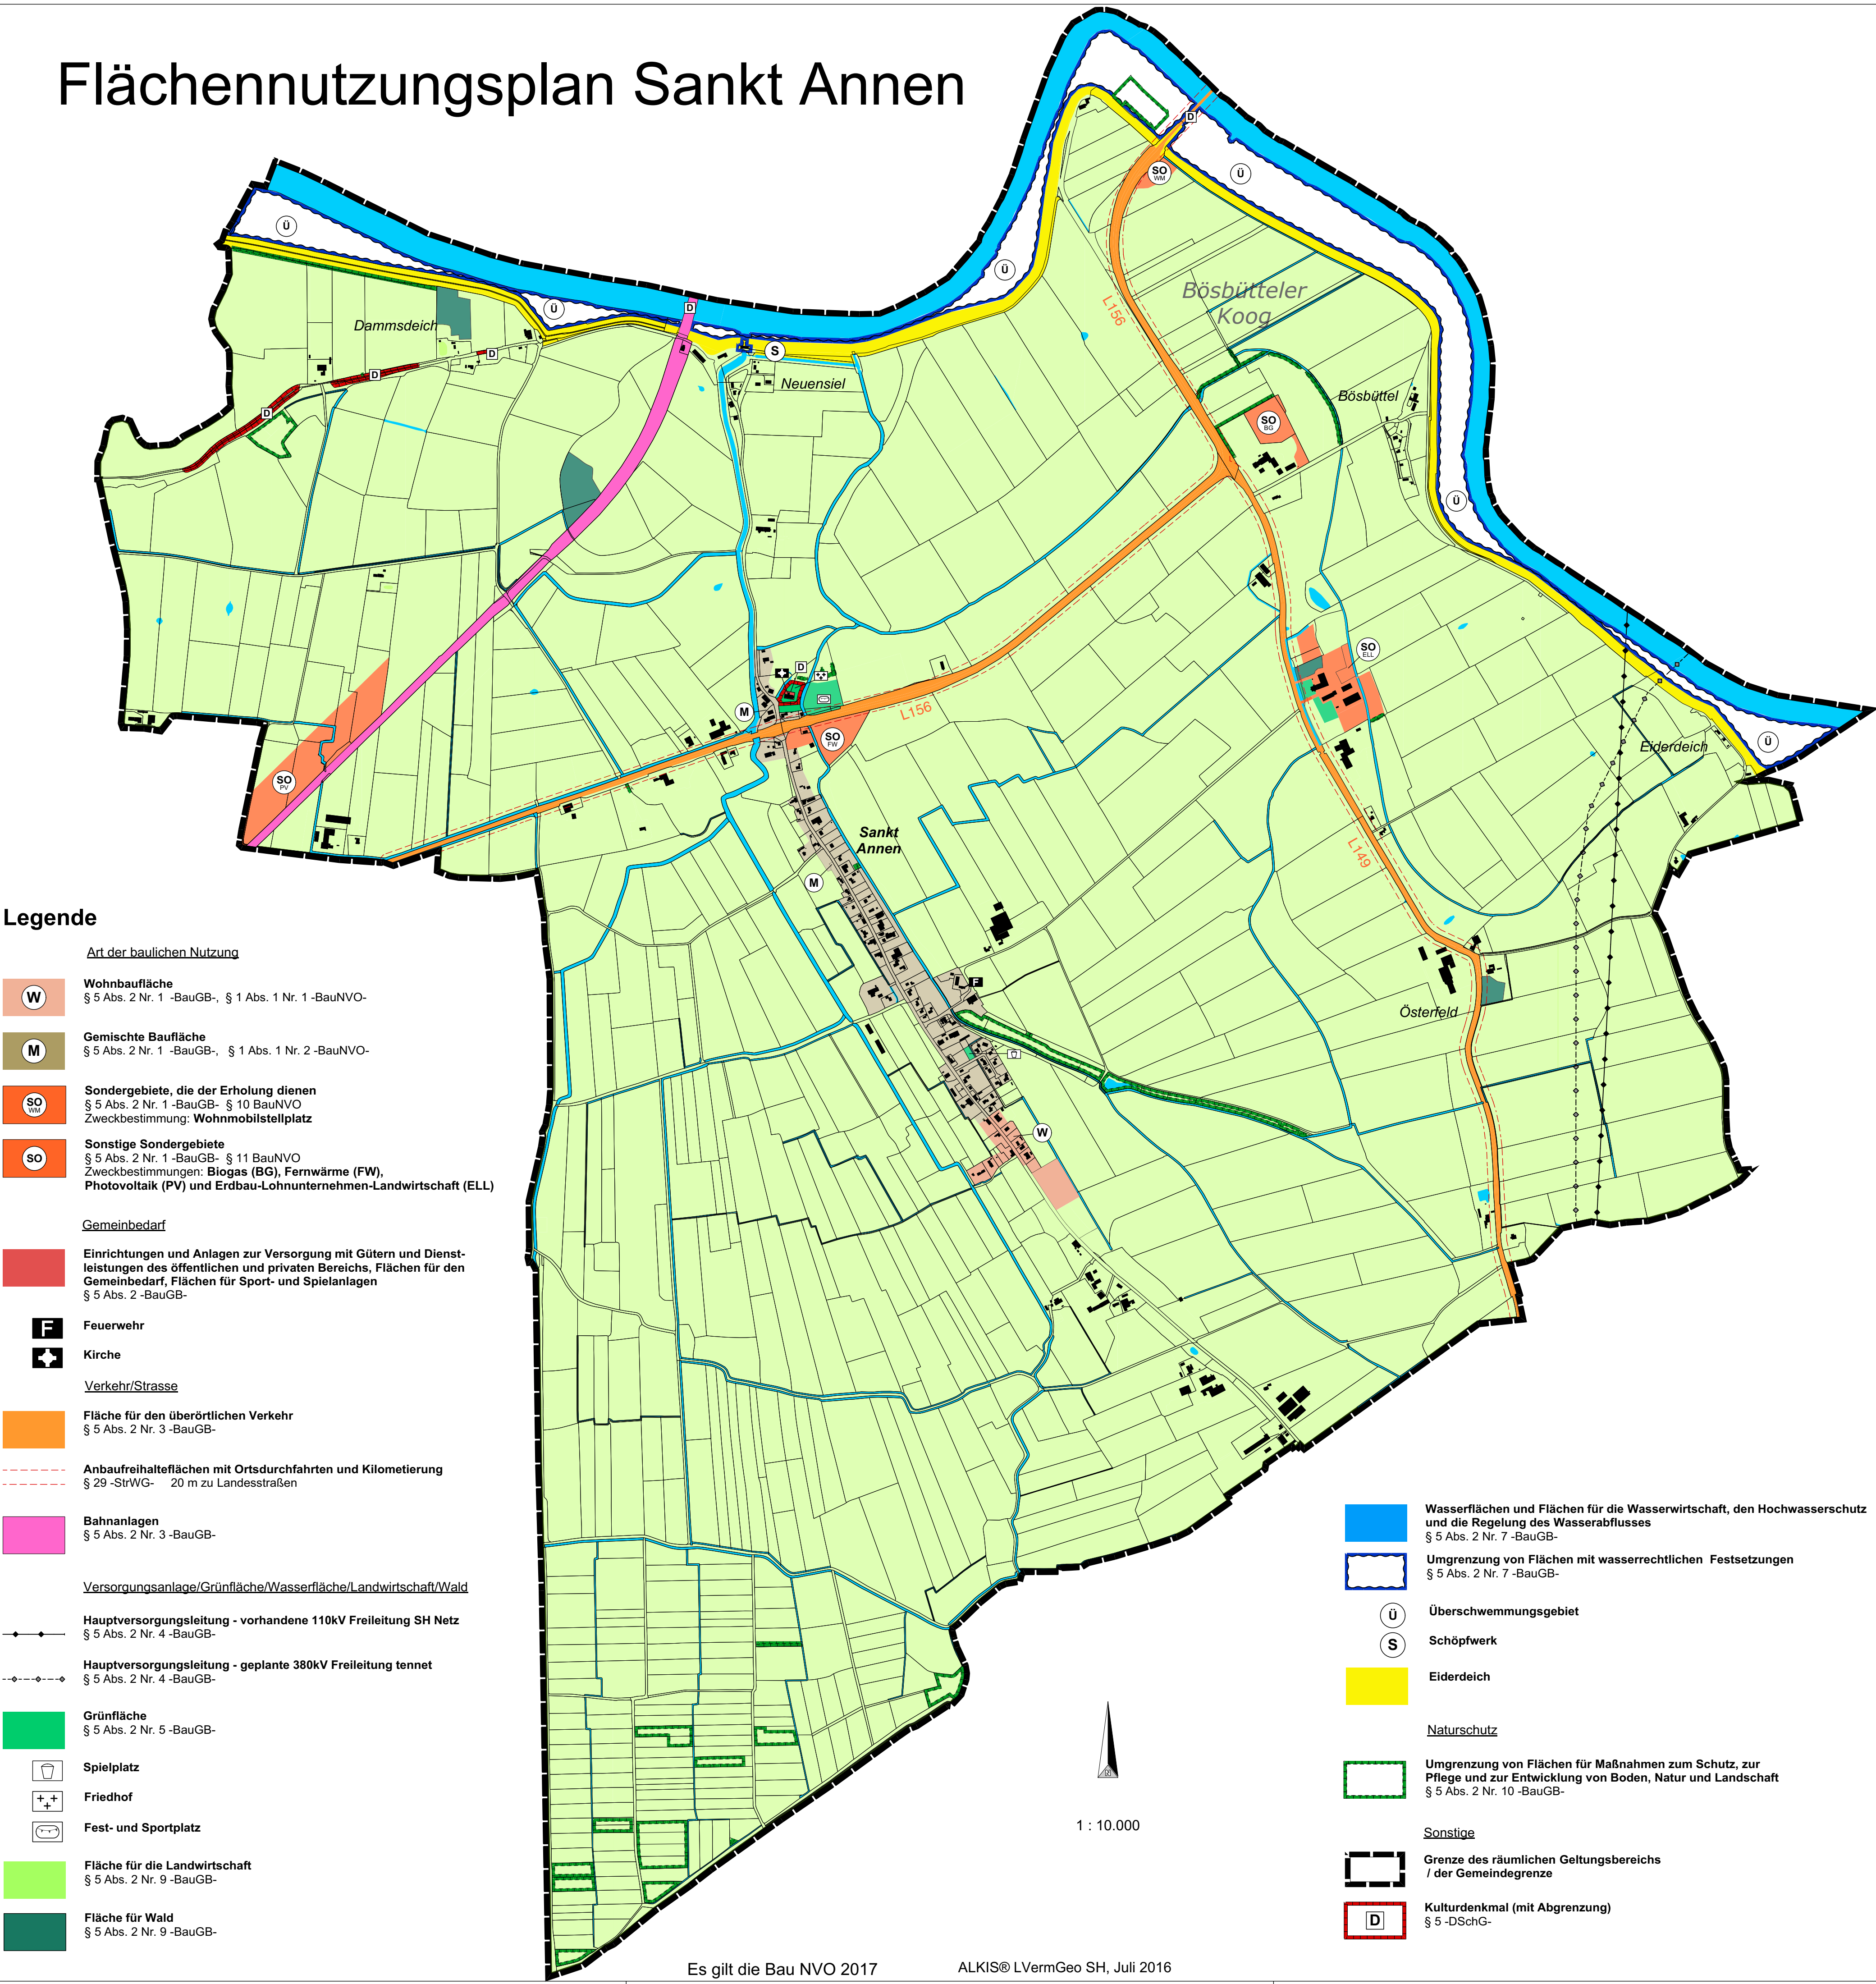 Flächennutzungsplan Sankt Annen
D
SO
WM
Ü
Ü
Ü
Ü
D
Bösbütteler
Koog
L156
Dammsdeich
S
D
Neuensiel
D
Bösbüttel
D
SO
BG
Ü
D
SO
ELL
M
L156
SO
FW
Ü
Eiderdeich
SO
PV
Sankt
Annen
L149
M
F
Österfeld
W
Legende
Art der baulichen Nutzung
W
Wohnbaufläche
§ 5 Abs. 2 Nr. 1 -BauGB-, § 1 Abs. 1 Nr. 1 -BauNVO-
M
Gemischte Baufläche
§ 5 Abs. 2 Nr. 1 -BauGB-, § 1 Abs. 1 Nr. 2 -BauNVO-
SO
WM
Sondergebiete, die der Erholung dienen
§ 5 Abs. 2 Nr. 1 -BauGB- § 10 BauNVO
Zweckbestimmung: Wohnmobilstellplatz
SO
Sonstige Sondergebiete
§ 5 Abs. 2 Nr. 1 -BauGB- § 11 BauNVO
Zweckbestimmungen: Biogas (BG), Fernwärme (FW),
Photovoltaik (PV) und Erdbau-Lohnunternehmen-Landwirtschaft (ELL)
Gemeinbedarf
Einrichtungen und Anlagen zur Versorgung mit Gütern und Dienst-
leistungen des öffentlichen und privaten Bereichs, Flächen für den
Gemeinbedarf, Flächen für Sport- und Spielanlagen
§ 5 Abs. 2 -BauGB-
F
Feuerwehr
Kirche
Verkehr/Strasse
Fläche für den überörtlichen Verkehr
§ 5 Abs. 2 Nr. 3 -BauGB-
Anbaufreihalteflächen mit Ortsdurchfahrten und Kilometierung
§ 29 -StrWG- 20 m zu Landesstraßen
Bahnanlagen
§ 5 Abs. 2 Nr. 3 -BauGB-
Versorgungsanlage/Grünfläche/Wasserfläche/Landwirtschaft/Wald
Hauptversorgungsleitung - vorhandene 110kV Freileitung SH Netz
§ 5 Abs. 2 Nr. 4 -BauGB-
Hauptversorgungsleitung - geplante 380kV Freileitung tennet
§ 5 Abs. 2 Nr. 4 -BauGB-
Grünfläche
§ 5 Abs. 2 Nr. 5 -BauGB-
Spielplatz
Friedhof
Fest- und Sportplatz
Fläche für die Landwirtschaft
§ 5 Abs. 2 Nr. 9 -BauGB-
Fläche für Wald
§ 5 Abs. 2 Nr. 9 -BauGB-
1 : 10.000
Es gilt die Bau NVO 2017
ALKIS® LVermGeo SH, Juli 2016
Wasserflächen und Flächen für die Wasserwirtschaft, den Hochwasserschutz
und die Regelung des Wasserabflusses
§ 5 Abs. 2 Nr. 7 -BauGB-
Umgrenzung von Flächen mit wasserrechtlichen Festsetzungen
§ 5 Abs. 2 Nr. 7 -BauGB-
Ü
Überschwemmungsgebiet
S
Schöpfwerk
Eiderdeich
Naturschutz
Umgrenzung von Flächen für Maßnahmen zum Schutz, zur
Pflege und zur Entwicklung von Boden, Natur und Landschaft
§ 5 Abs. 2 Nr. 10 -BauGB-
Sonstige
Grenze des räumlichen Geltungsbereichs
/ der Gemeindegrenze
D
Kulturdenkmal (mit Abgrenzung)
§ 5 -DSchG-